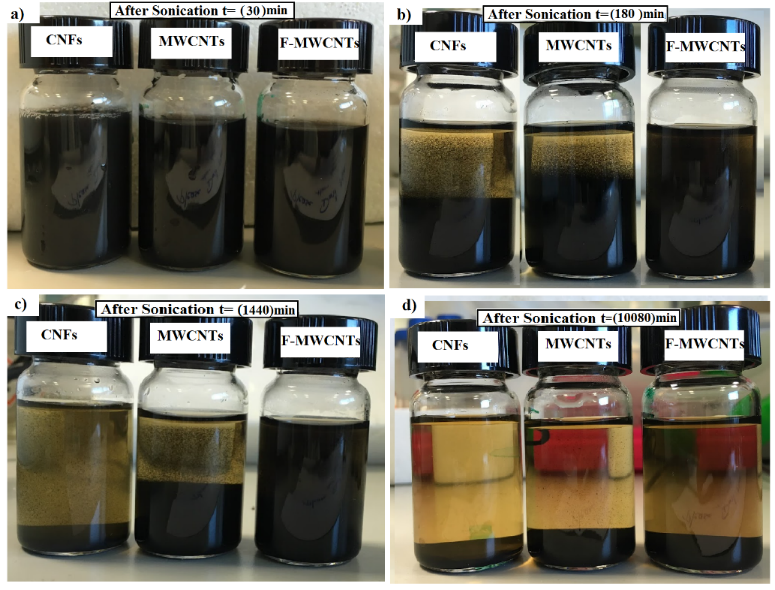 a)
After Sonication t= (30)min
CNFs
MWCNTs
F-MWCNTs
b)
After Sonication t=(180 )min
CNFs
MWCNTs
F-MWCNTs
c)
After Sonication t= (1440)min
CNFs
MWCNTs
F-MWCNTs
d)
After Sonication t=(10080)min
CNFs
MWCNTs
F-MWCNTs